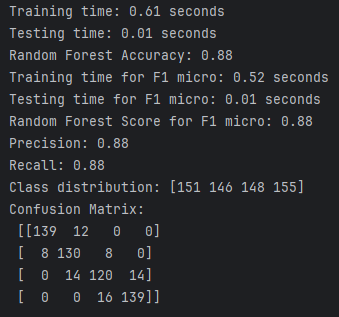 Training time: 0.61 seconds
Testing time: 0.01 seconds
Random Forest Accuracy: 0.88
Training time for F1 micro: 0.52 seconds
Testing time for F1 micro: 0.01 seconds
Random Forest Score for F1 micro: 0.88
Precision: 0.88
Recall: 0.88
Class distribution: [151 146 148 155]
Confusion Matrix:
[[139  12   0   0]
[  8 130   8   0]
[  0  14 120  14]
[  0   0  16 139]]